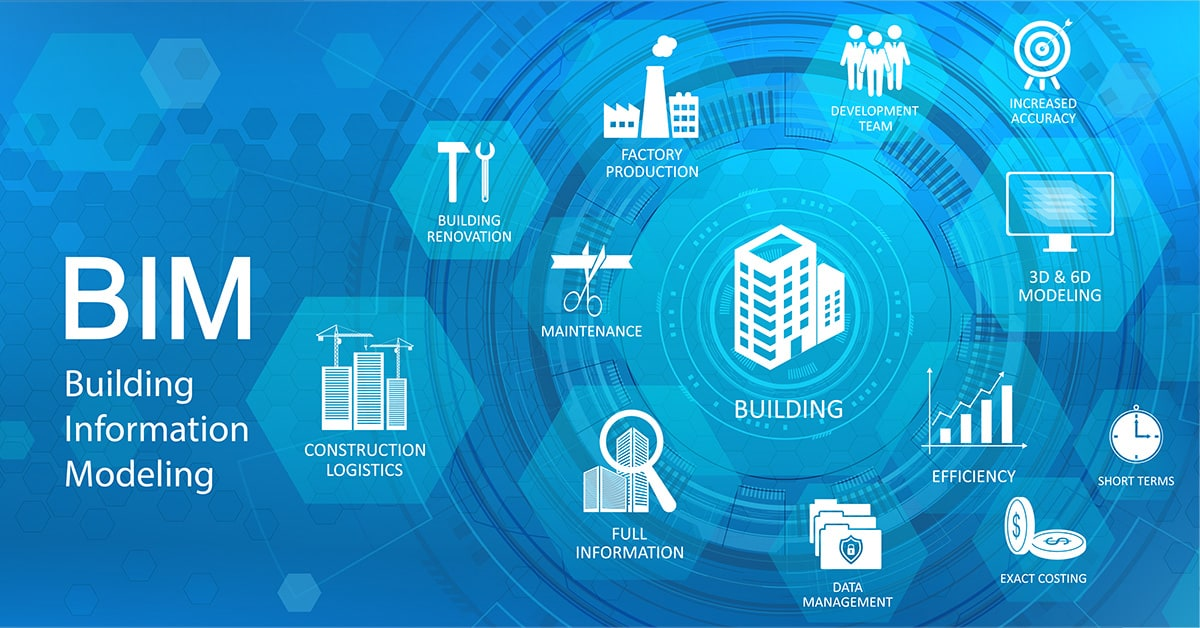 BIM
Building
Information
Modeling
CONSTRUCTION
LOGISTICS
BUILDING
RENOVATION
FACTORY
PRODUCTION
DEVELOPMENT
TEAM
INCREASED
ACCURACY
MAINTENANCE
BUILDING
3D & 6D
MODELING
FULL
INFORMATION
DATA
MANAGEMENT
EFFICIENCY
SHORT TERMS
$
$
EXACT COSTING